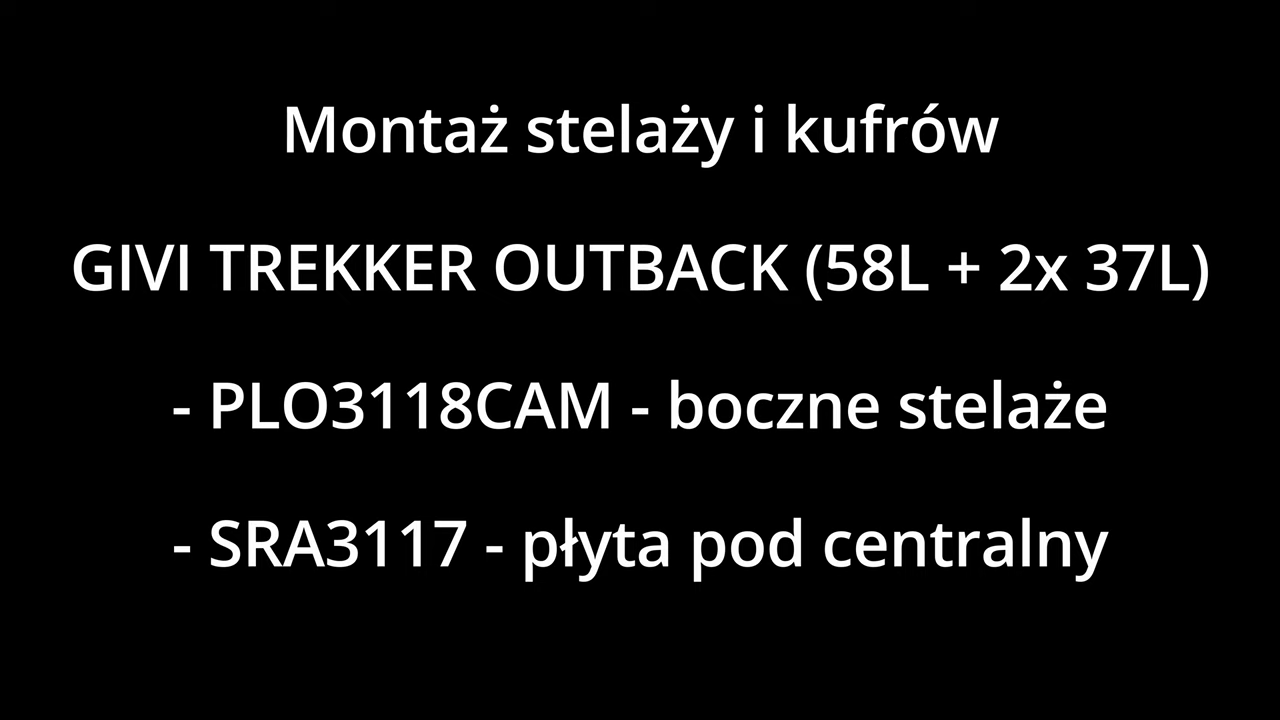 Montaż stelaży i kufrów
GIVI TREKKER OUTBACK (58L + 2x 37L)
- PLO3118CAM - boczne stelaże
- SRA3117 - płyta pod centralny